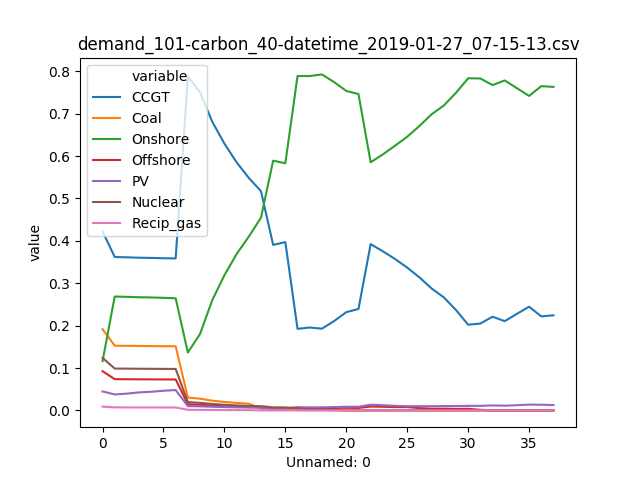 demand_101-carbon_40-datetime_2019-01-27_07-15-13.csv
variable
CCGT
Coal
Onshore
Offshore
PV
Nuclear
Recip_gas
value
0.8
0.7
0.6
0.5
0.4
0.3
0.2
0.1
0.0
0 5 10 15 20 25 30 35
Unnamed: 0